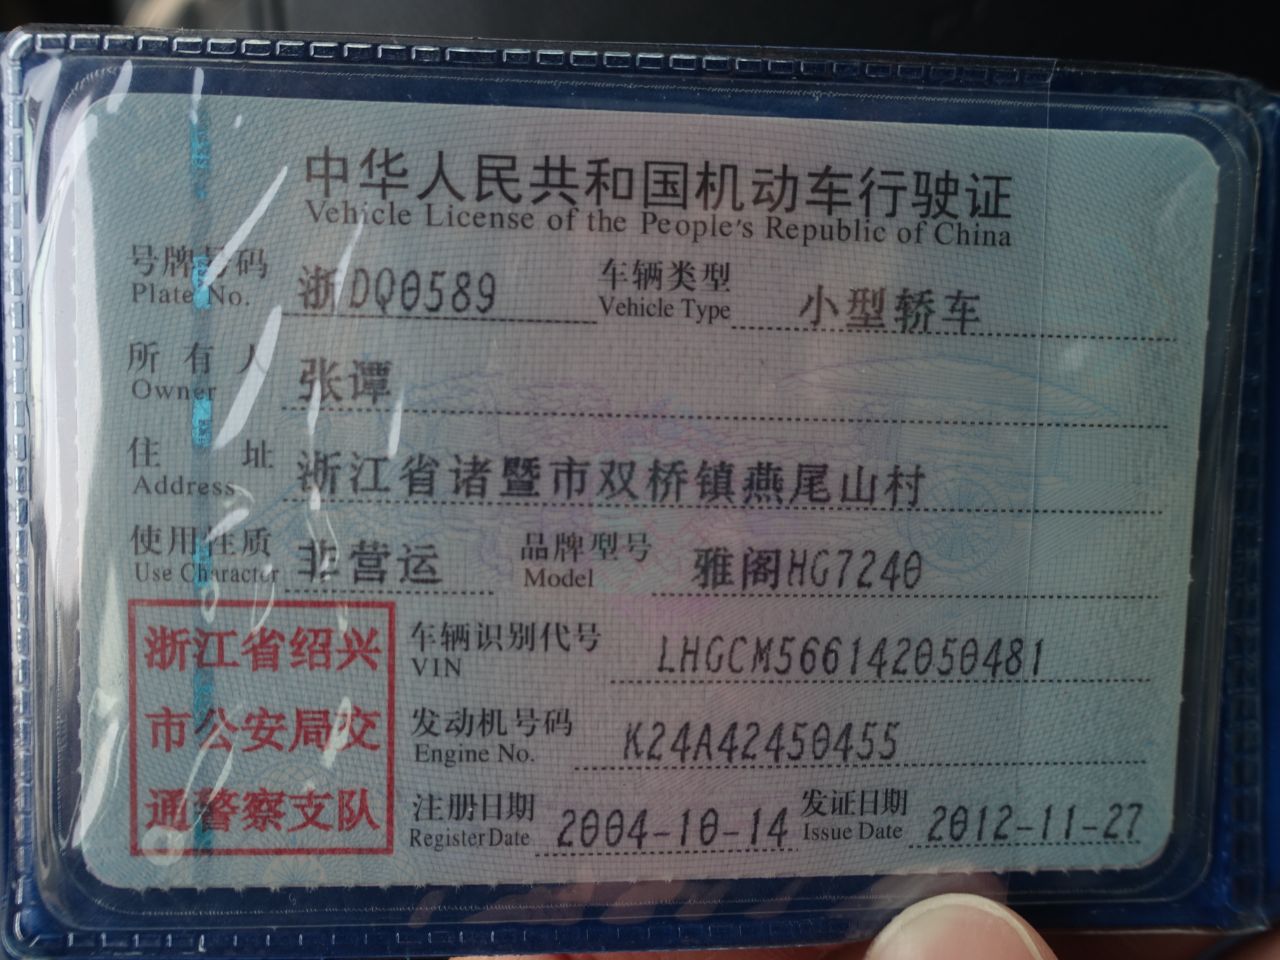 中华人民共和国机动车行驶证
Vehicle License of the People's Republic of China
号牌号码 浙DQ0589 车辆类型 小型轿车
Plate No. Vehicle Type
所有人 张谭
Owner
住址 浙江省诸暨市双桥镇燕尾山村
Address
使用性质 非营运 品牌型号 雅阁HG7240
Use Character Model
浙江省绍兴
市公安局交
通警察支队
车辆识别代号 LHGCM566142050481
VIN
发动机号码 K24A42450455
Engine No.
注册日期 2004-10-14 发证日期 2012-11-27
Register Date Issue Date